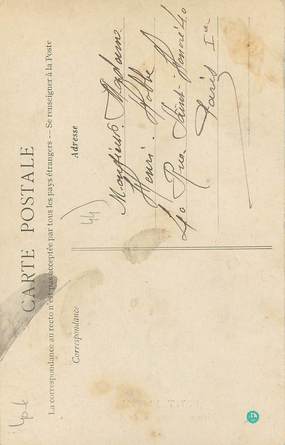 CARTE POSTALE
La correspondance au recto n'est pas acceptée par tous les pays étrangers -- Se renseigner à la Poste
Correspondance
Adresse
Monsieur Madame
Henri
40 Rue Saint-Honoré 40
Paris Ier